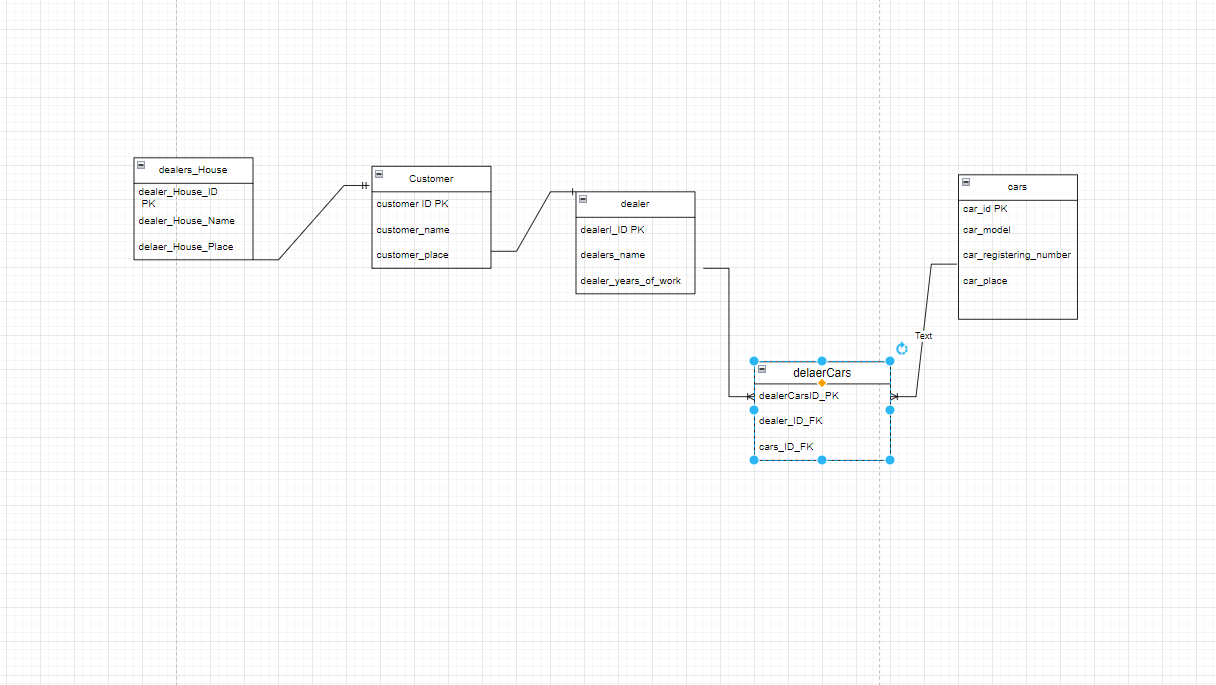 dealers_House
dealer_House_ID
PK
dealer_House_Name
delaer_House_Place
Customer
customer ID PK
customer_name
customer_place
dealer
dealerI_ID PK
dealers_name
dealer_years_of_work
cars
car_id PK
car_model
car_registering_number
car_place
Text
delaerCars
dealerCarsID_PK
dealer_ID_FK
cars_ID_FK